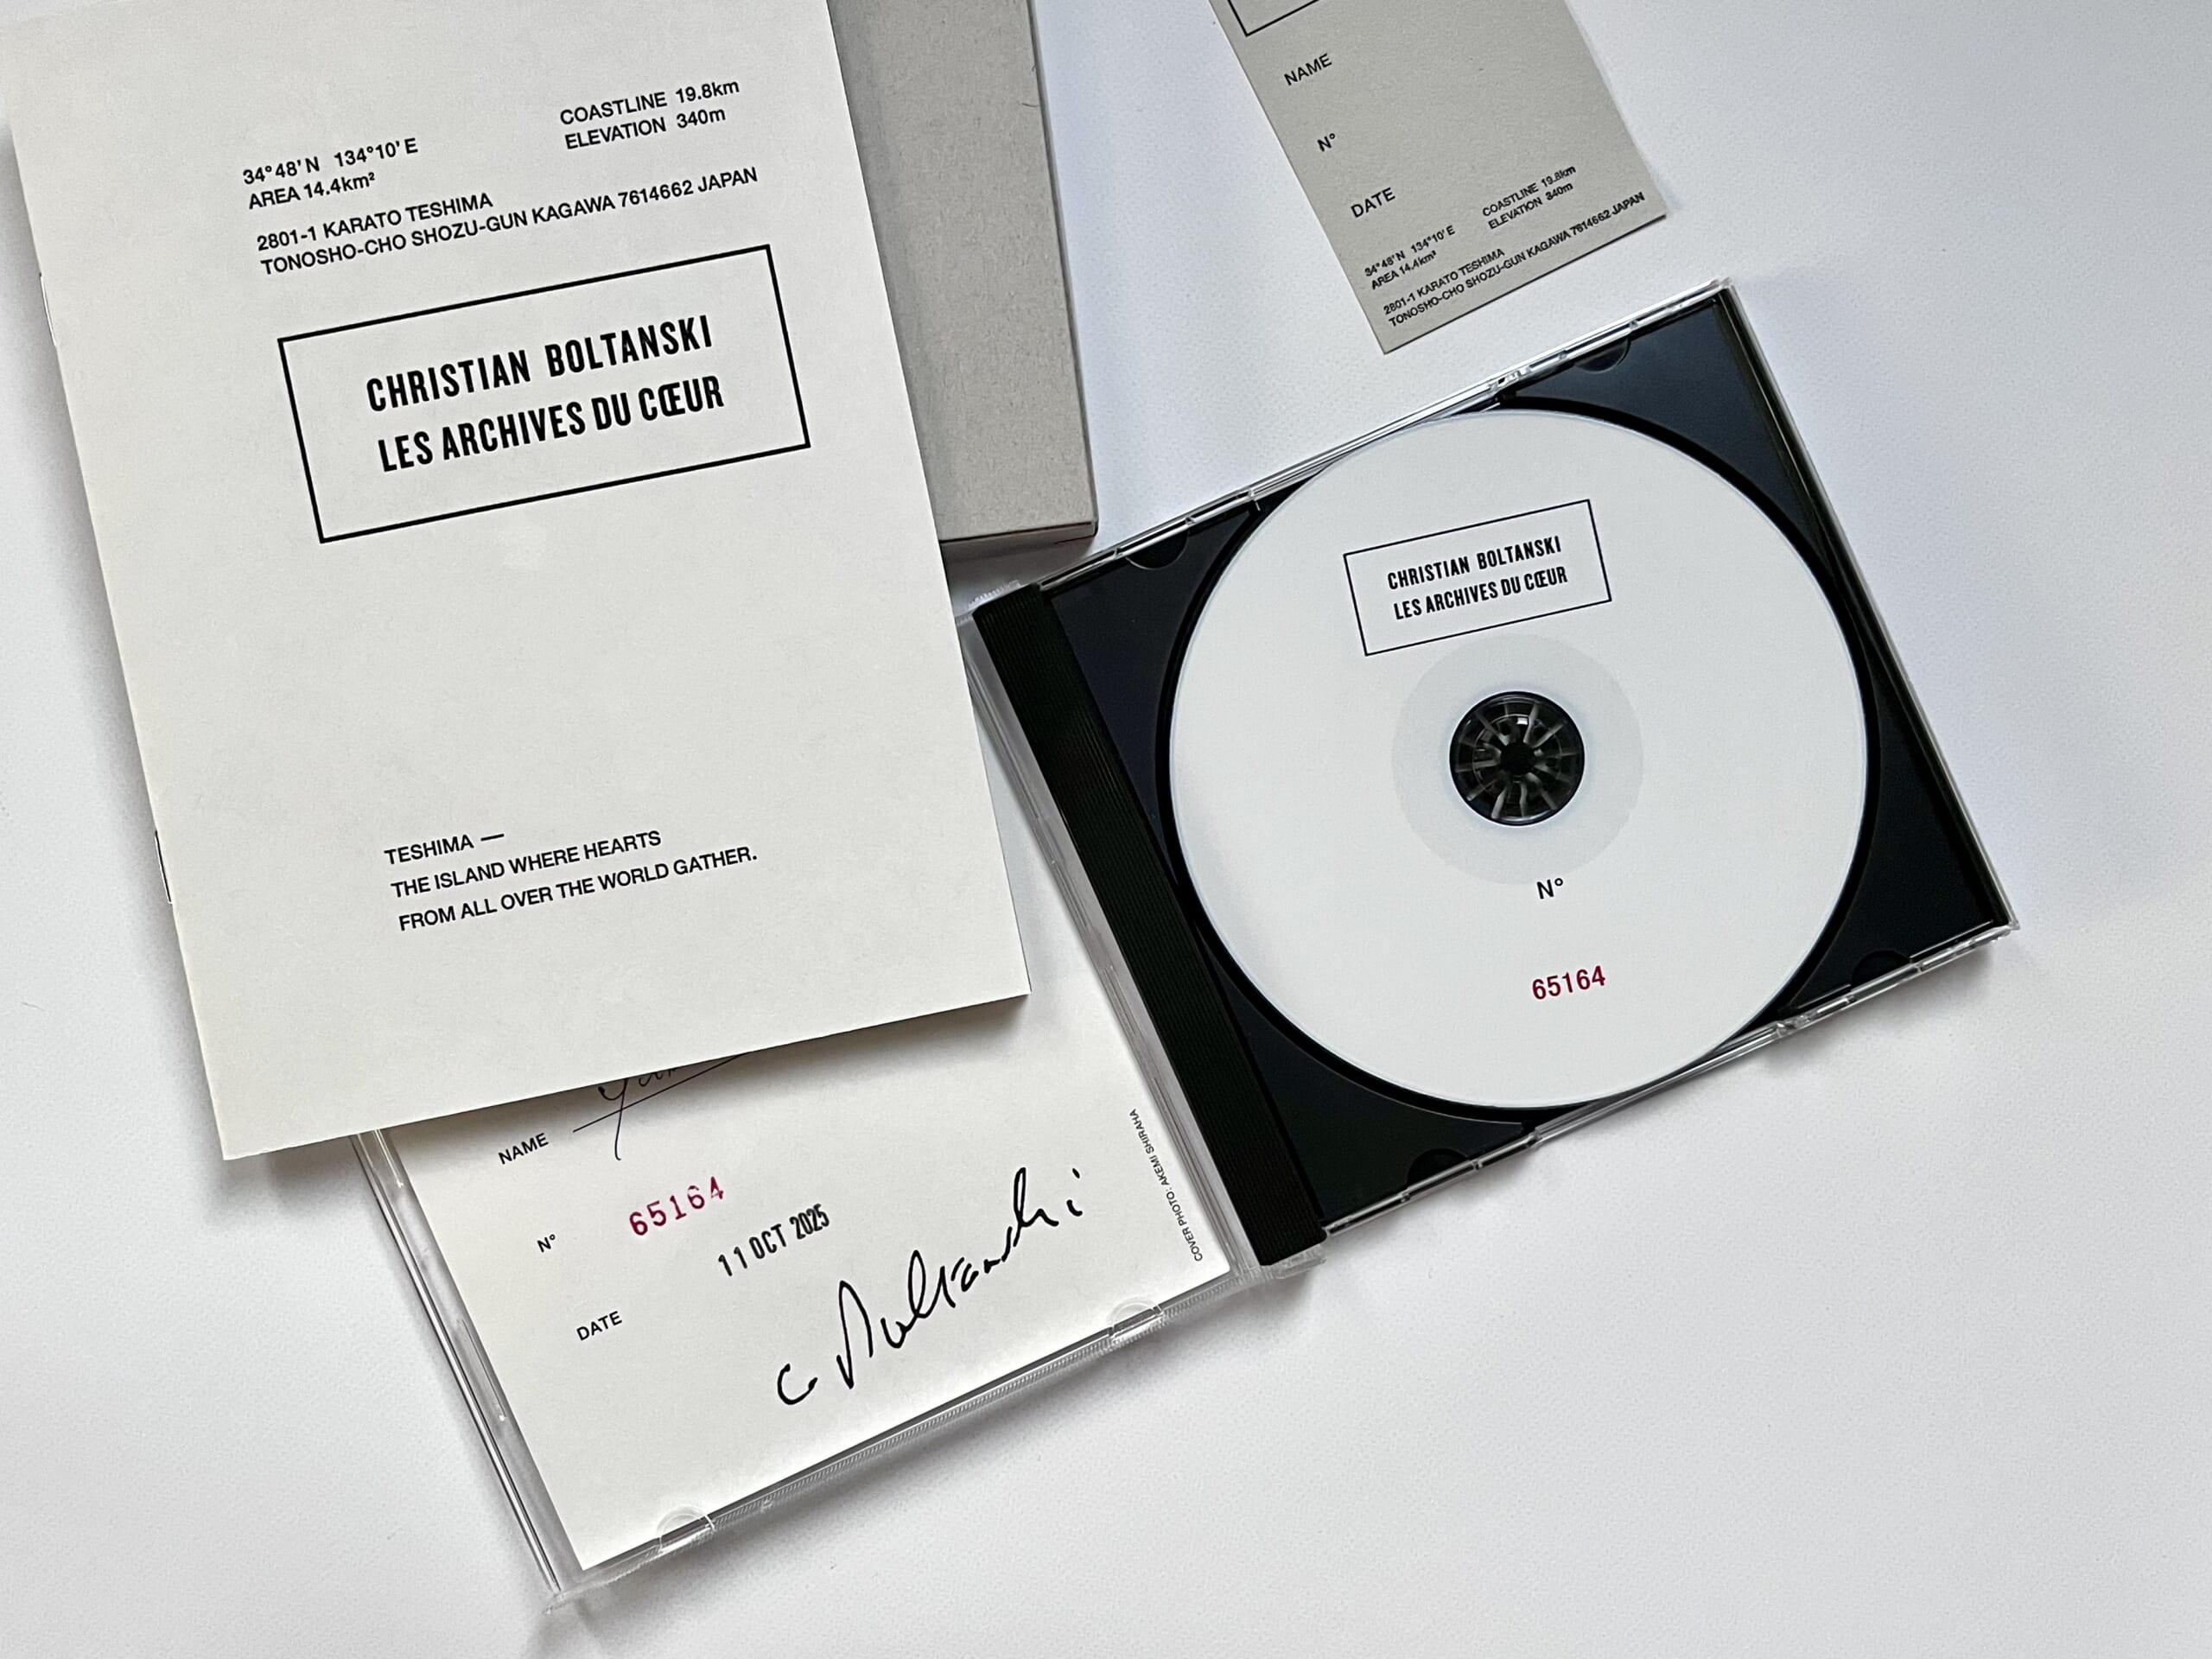 34°48'N 134°10'E
AREA 14.4km²
COASTLINE 19.8km
ELEVATION 340m
2801-1 KARATO TESHIMA
TONOSHO-CHO SHOZU-GUN KAGAWA 7614662 JAPAN
CHRISTIAN BOLTANSKI
LES ARCHIVES DU CŒUR
TESHIMA —
THE ISLAND WHERE HEARTS
FROM ALL OVER THE WORLD GATHER.
NAME
N°
DATE
34°48'N 134°10'E
AREA 14.4km²
COASTLINE 19.8km
ELEVATION 340m
2801-1 KARATO TESHIMA
TONOSHO-CHO SHOZU-GUN KAGAWA 7614662 JAPAN
CHRISTIAN BOLTANSKI
LES ARCHIVES DU CŒUR
N°
65164
NAME
N° 65164
11 OCT 2025
DATE
C Boltanski
COVER PHOTO: AKEMI SHIRAHA